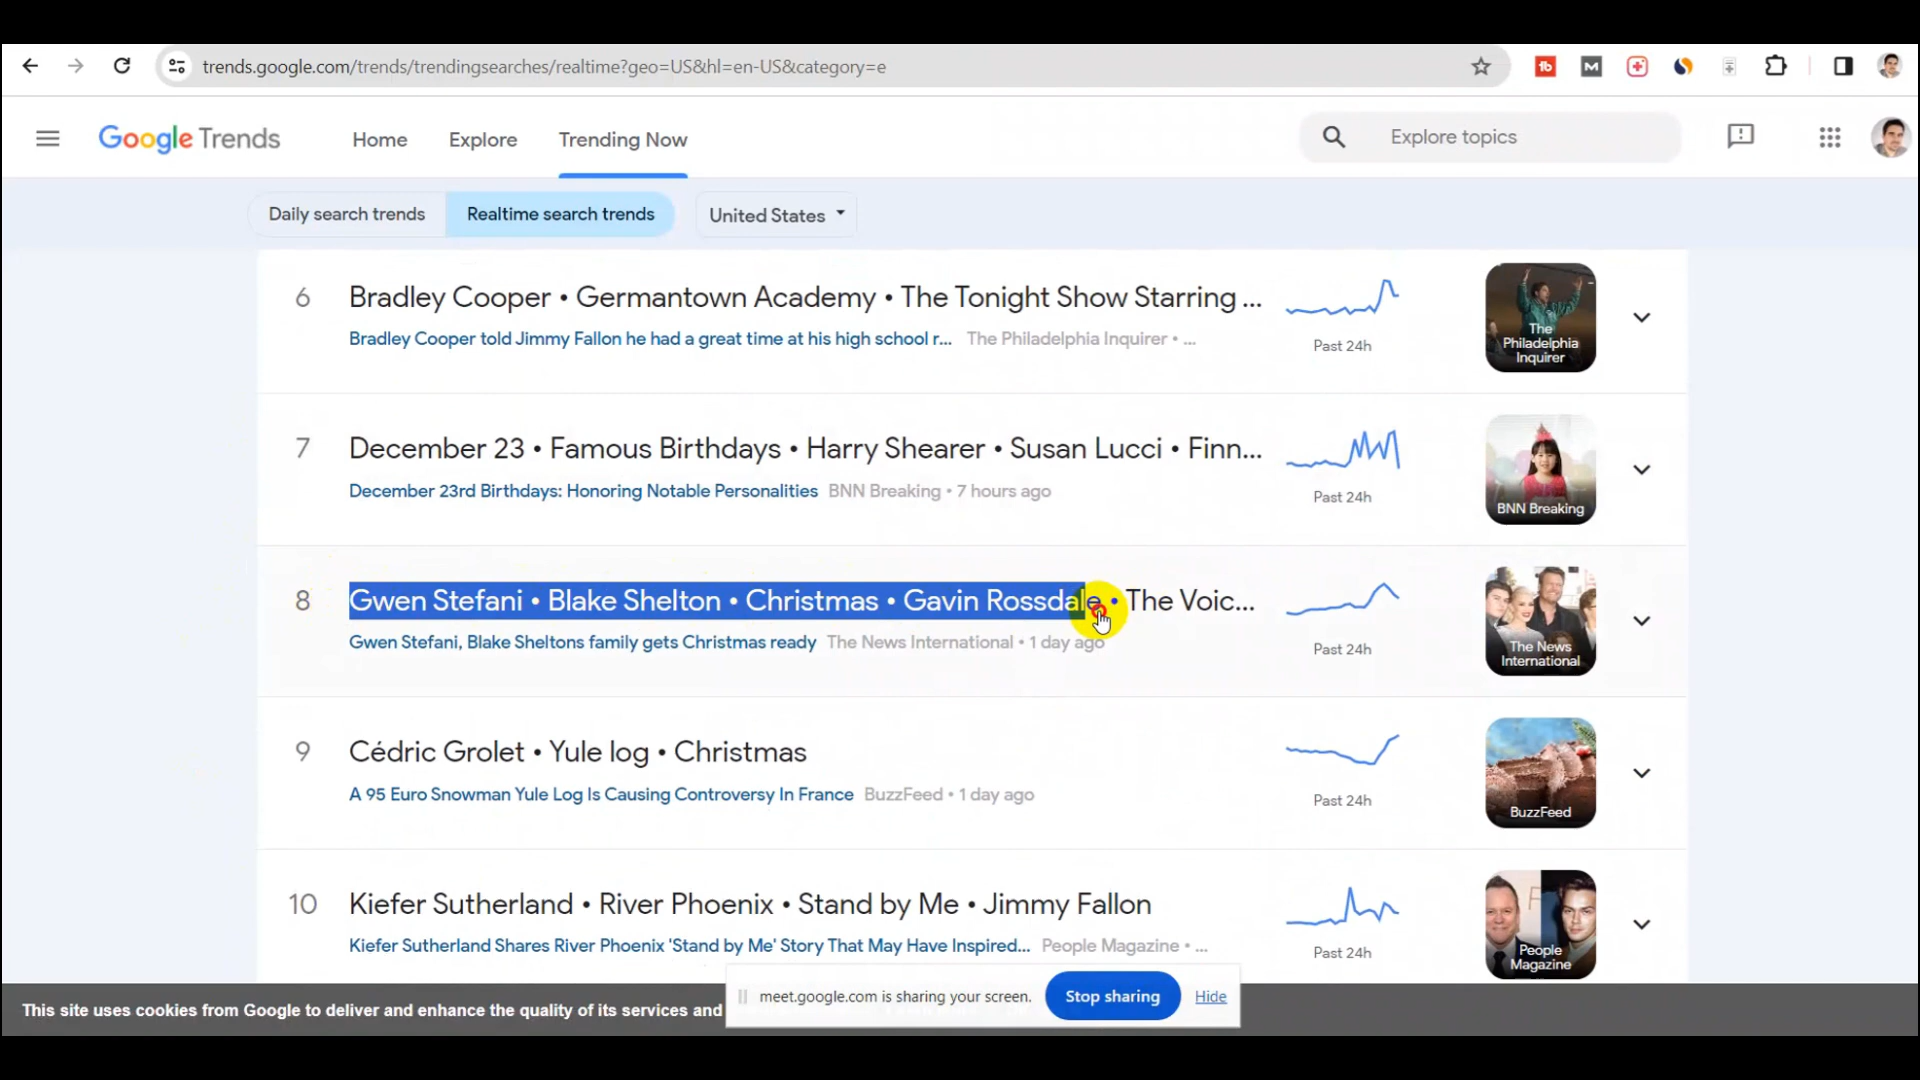 trends.google.com/trends/trendingsearches/realtime?geo=US&hl=en-US&category=e
Google Trends
Home
Explore
Trending Now
Explore topics
Daily search trends
Realtime search trends
United States
6
Bradley Cooper • Germantown Academy • The Tonight Show Starring ...
Bradley Cooper told Jimmy Fallon he had a great time at his high school r... The Philadelphia Inquirer • ...
Past 24h
The
Philadelphia
Inquirer
7
December 23 • Famous Birthdays • Harry Shearer • Susan Lucci • Finn...
December 23rd Birthdays: Honoring Notable Personalities BNN Breaking • 7 hours ago
Past 24h
BNN Breaking
8
Gwen Stefani • Blake Shelton • Christmas • Gavin Rossdale • The Voic...
Gwen Stefani, Blake Sheltons family gets Christmas ready The News International • 1 day ago
Past 24h
The News
International
9
Cédric Grolet • Yule log • Christmas
A 95 Euro Snowman Yule Log Is Causing Controversy In France BuzzFeed • 1 day ago
Past 24h
BuzzFeed
10
Kiefer Sutherland • River Phoenix • Stand by Me • Jimmy Fallon
Kiefer Sutherland Shares River Phoenix 'Stand by Me' Story That May Have Inspired... People Magazine • ...
Past 24h
People
Magazine
This site uses cookies from Google to deliver and enhance the quality of its services and
meet.google.com is sharing your screen.
Stop sharing
Hide